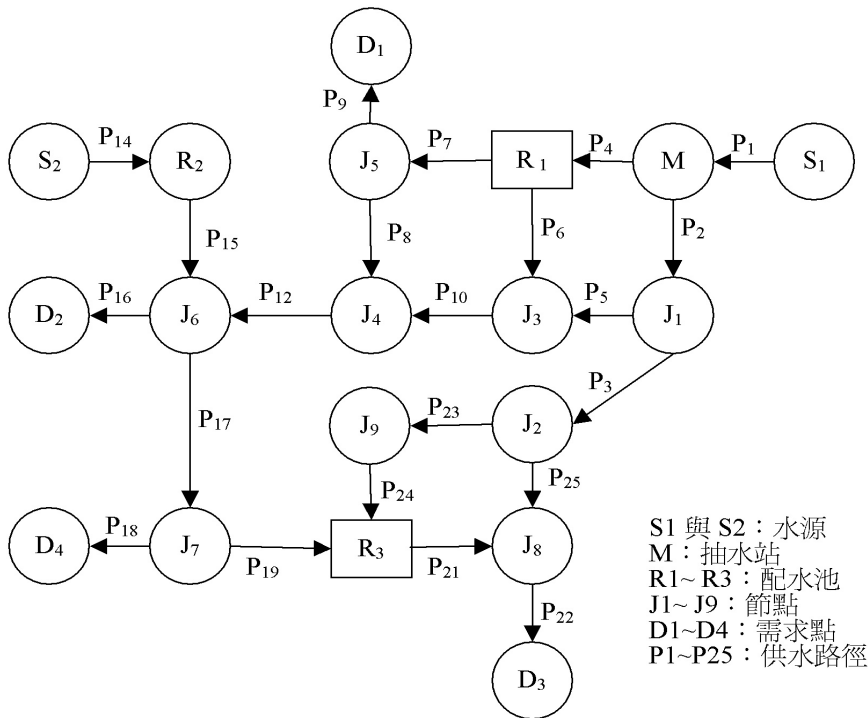 D₁
P₉
S₂
P₁₄
R₂
J₅
P₇
R₁
P₄
M
P₁
S₁
P₁₅
P₈
P₆
P₂
D₂
P₁₆
J₆
P₁₂
J₄
P₁₀
J₃
P₅
J₁
P₃
P₁₇
J₉
P₂₃
J₂
P₂₄
P₂₅
D₄
P₁₈
J₇
P₁₉
R₃
P₂₁
J₈
P₂₂
D₃
S1 與 S2：水源
M：抽水站
R1~ R3：配水池
J1~ J9：節點
D1~D4：需求點
P1~P25：供水路徑